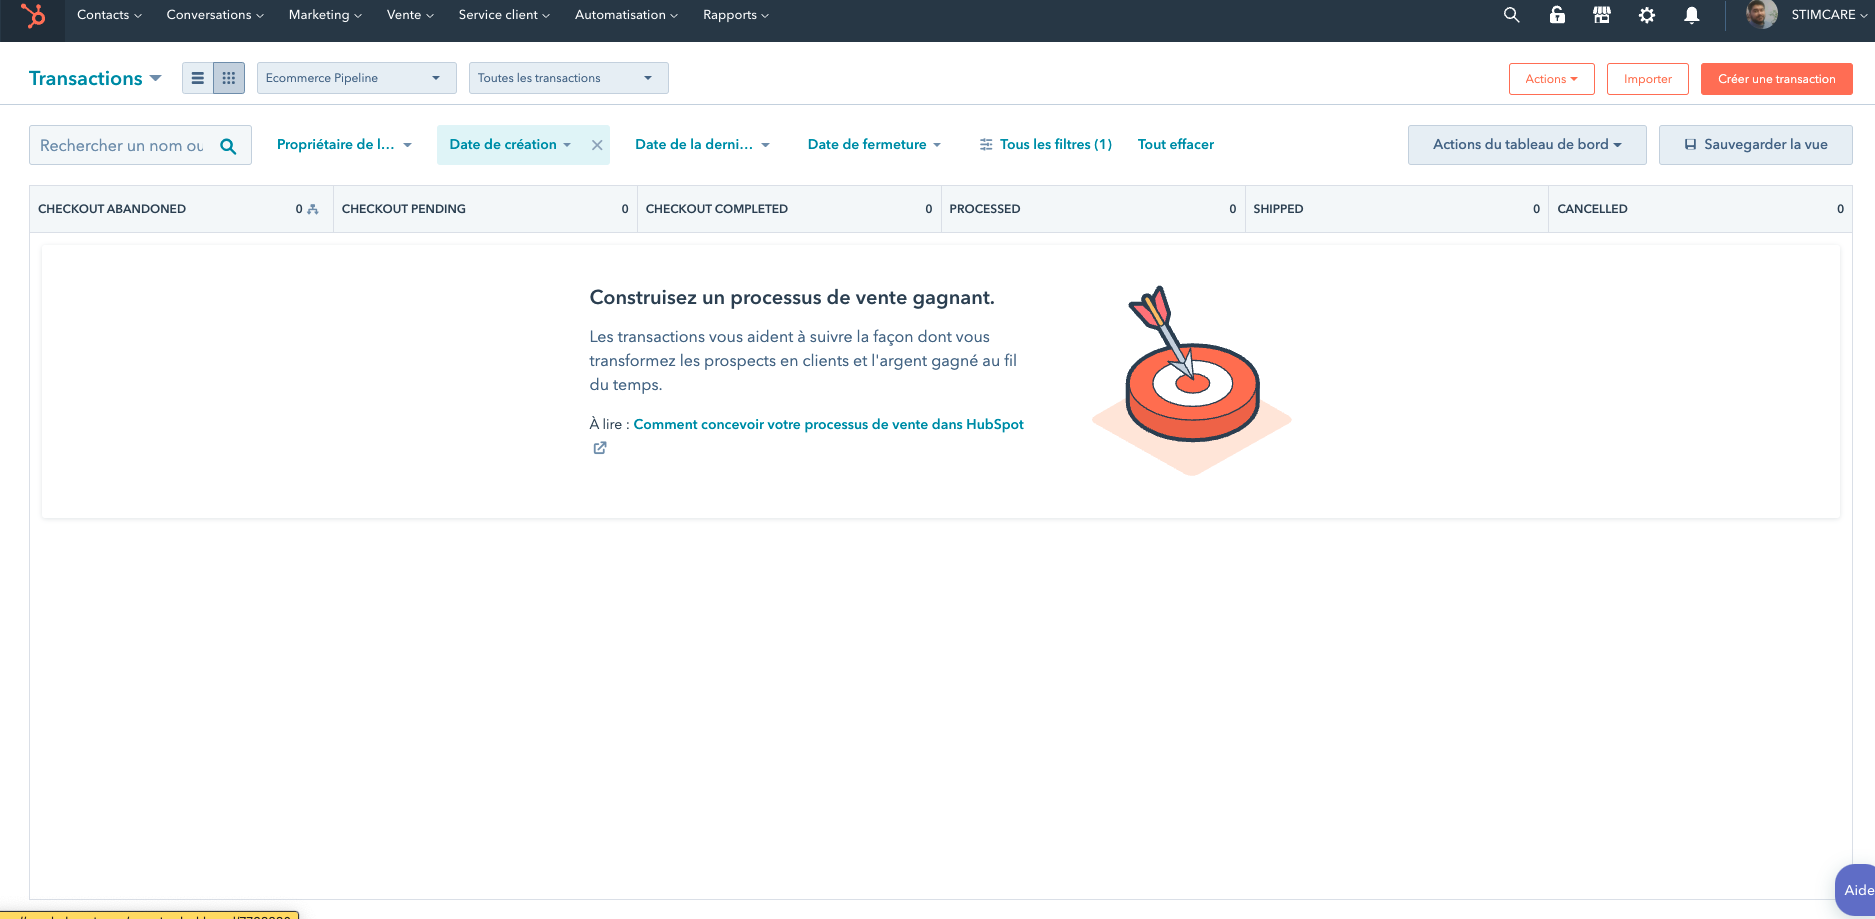 Contacts Conversations Marketing Vente Service client Automatisation Rapports STIMCARE
Transactions Ecommerce Pipeline Toutes les transactions Actions Importer Créer une transaction
Rechercher un nom ou Propriétaire de l... Date de création Date de la derni... Date de fermeture Tous les filtres (1) Tout effacer Actions du tableau de bord Sauvegarder la vue
CHECKOUT ABANDONED 0 CHECKOUT PENDING 0 CHECKOUT COMPLETED 0 PROCESSED 0 SHIPPED 0 CANCELLED 0
Construisez un processus de vente gagnant.
Les transactions vous aident à suivre la façon dont vous
transformez les prospects en clients et l'argent gagné au fil
du temps.
À lire : Comment concevoir votre processus de vente dans HubSpot
Aide